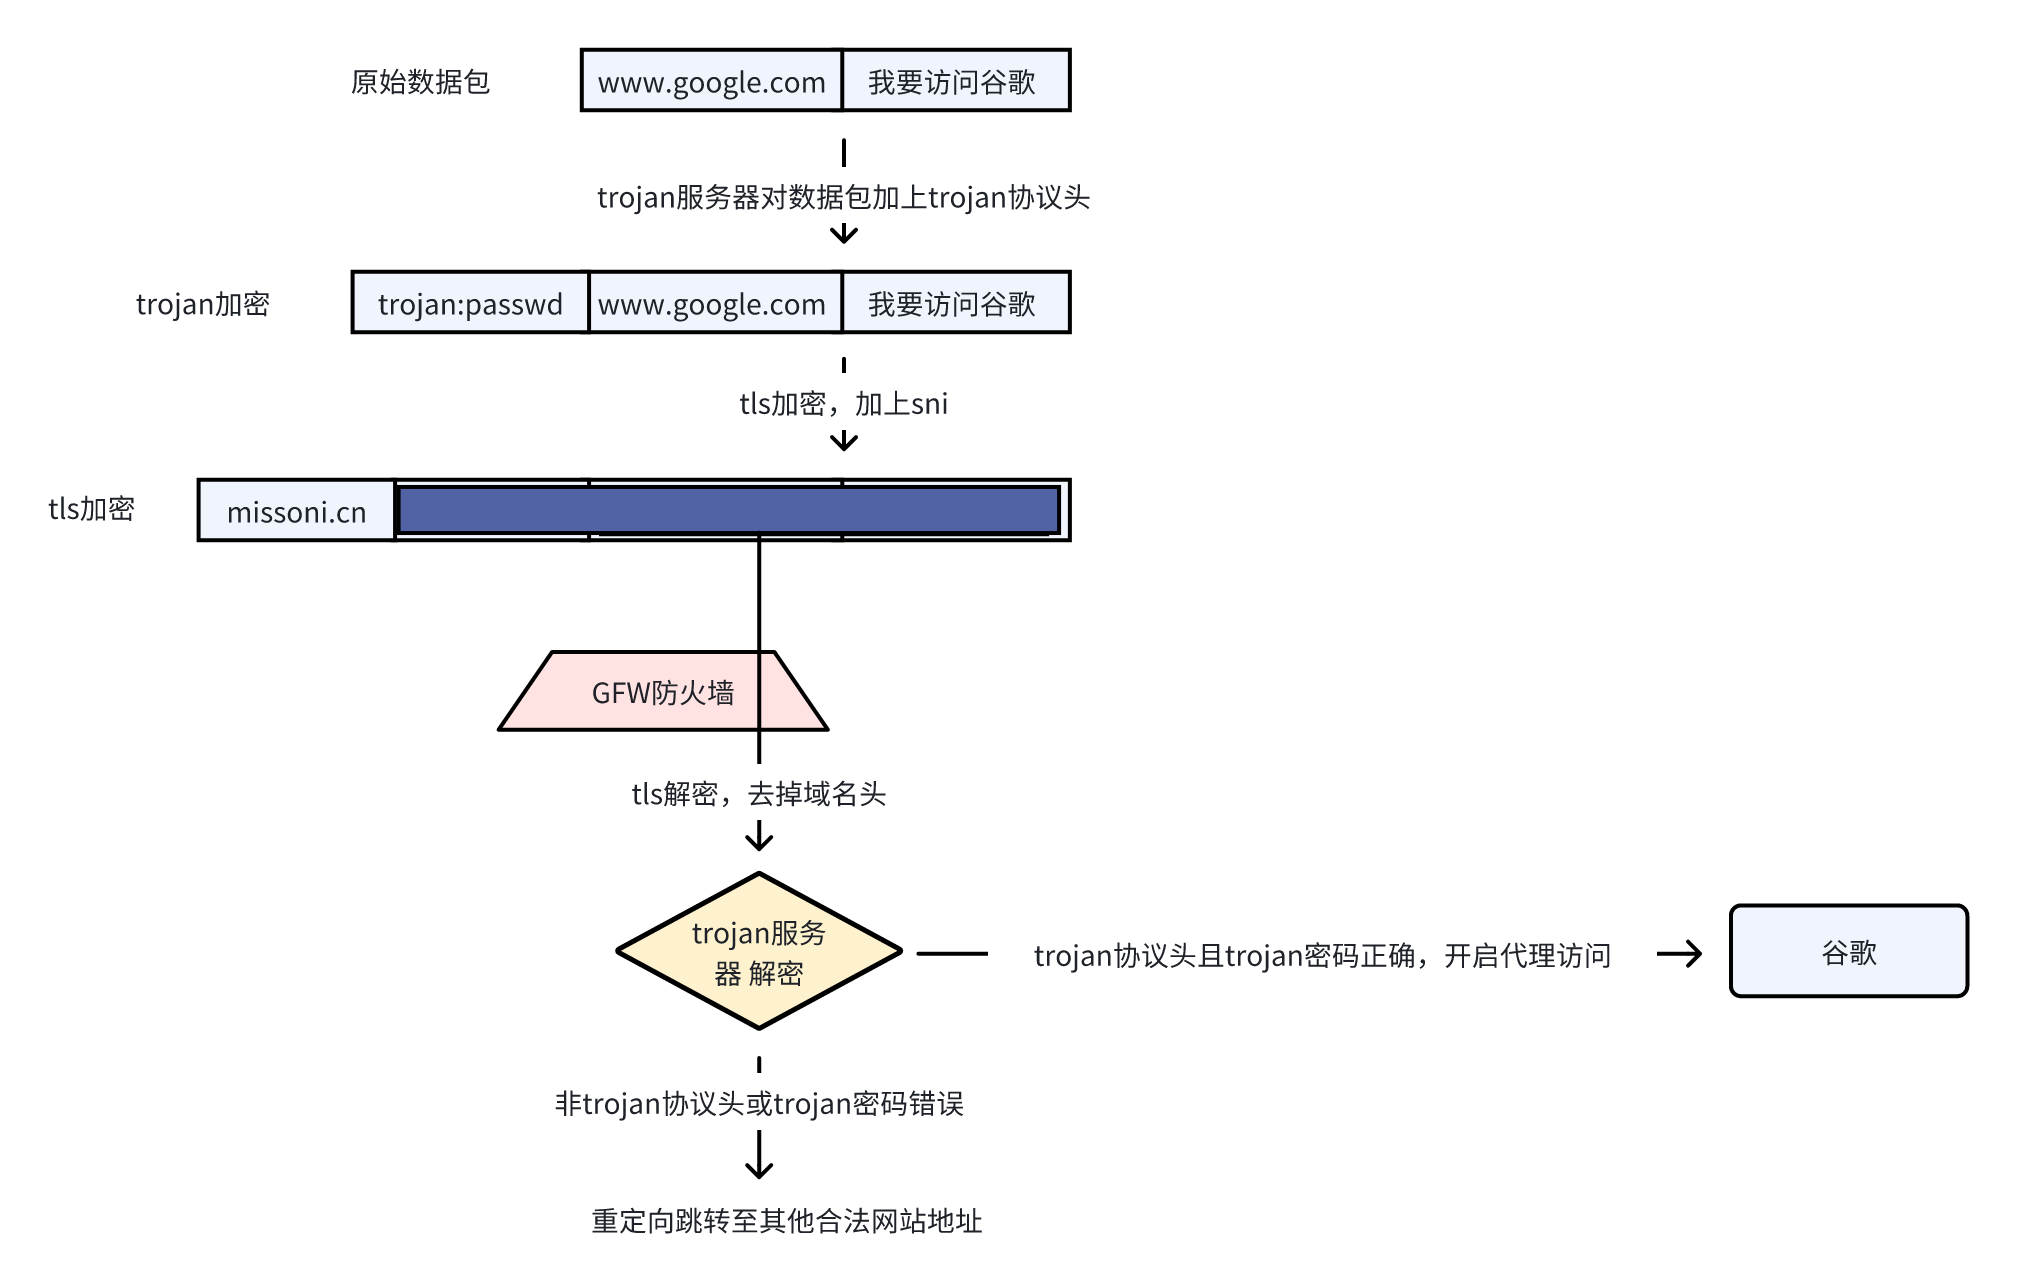 原始数据包
www.google.com
我要访问谷歌
trojan服务器对数据包加上trojan协议头
trojan加密
trojan:passwd
www.google.com
我要访问谷歌
tls加密，加上sni
tls加密
missoni.cn
GFW防火墙
tls解密，去掉域名头
trojan服务
器 解密
trojan协议头且trojan密码正确，开启代理访问
谷歌
非trojan协议头或trojan密码错误
重定向跳转至其他合法网站地址